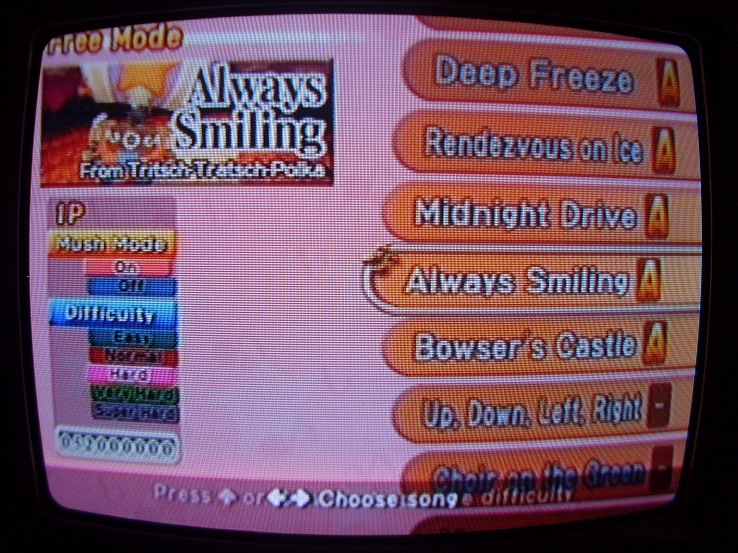 Free Mode
Always
Smiling
From Tritsch-Tratsch-Polka
1P
Mush Mode
On
Off
Difficulty
Easy
Normal
Hard
Very Hard
Super Hard
052000000
Deep Freeze A
Rendezvous on Ice A
Midnight Drive A
Always Smiling A
Bowser's Castle A
Up, Down, Left, Right -
Choir on the Green -
Press or Choose song difficulty